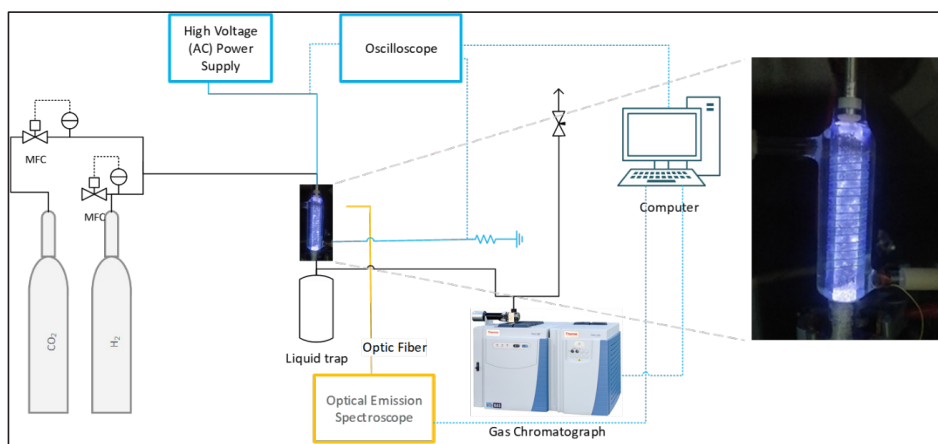 High Voltage
(AC) Power
Supply
Oscilloscope
MFC
MFC
Computer
CO2
H2
Liquid trap
Optic Fiber
Optical Emission
Spectroscope
Gas Chromatograph